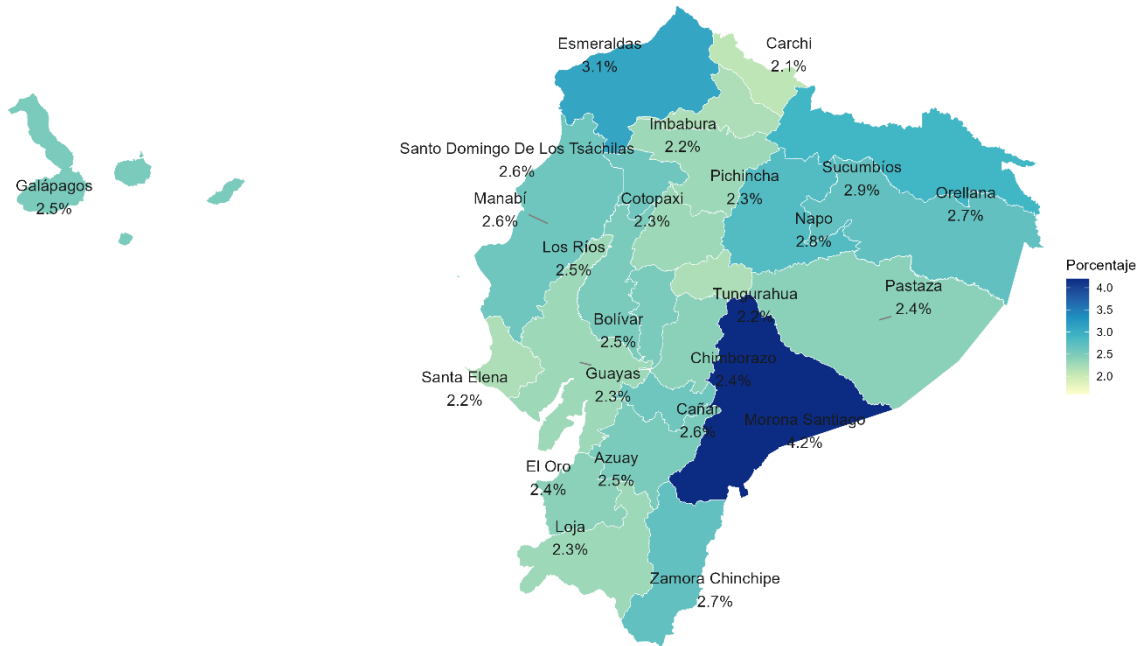 Esmeraldas
3.1%
Carchi
2.1%
Imbabura
2.2%
Santo Domingo De Los Tsáchilas
2.6%
Pichincha
2.3%
Sucumbíos
2.9%
Galápagos
2.5%
Manabí
2.6%
Cotopaxi
2.3%
Orellana
2.7%
Napo
2.8%
Los Ríos
2.5%
Porcentaje
4.0
3.5
3.0
2.5
2.0
Pastaza
2.4%
Tungurahua
2.2%
Bolívar
2.5%
Chimborazo
2.4%
Santa Elena
2.2%
Guayas
2.3%
Cañar
2.6%
Morona Santiago
4.2%
El Oro
2.4%
Azuay
2.5%
Loja
2.3%
Zamora Chinchipe
2.7%